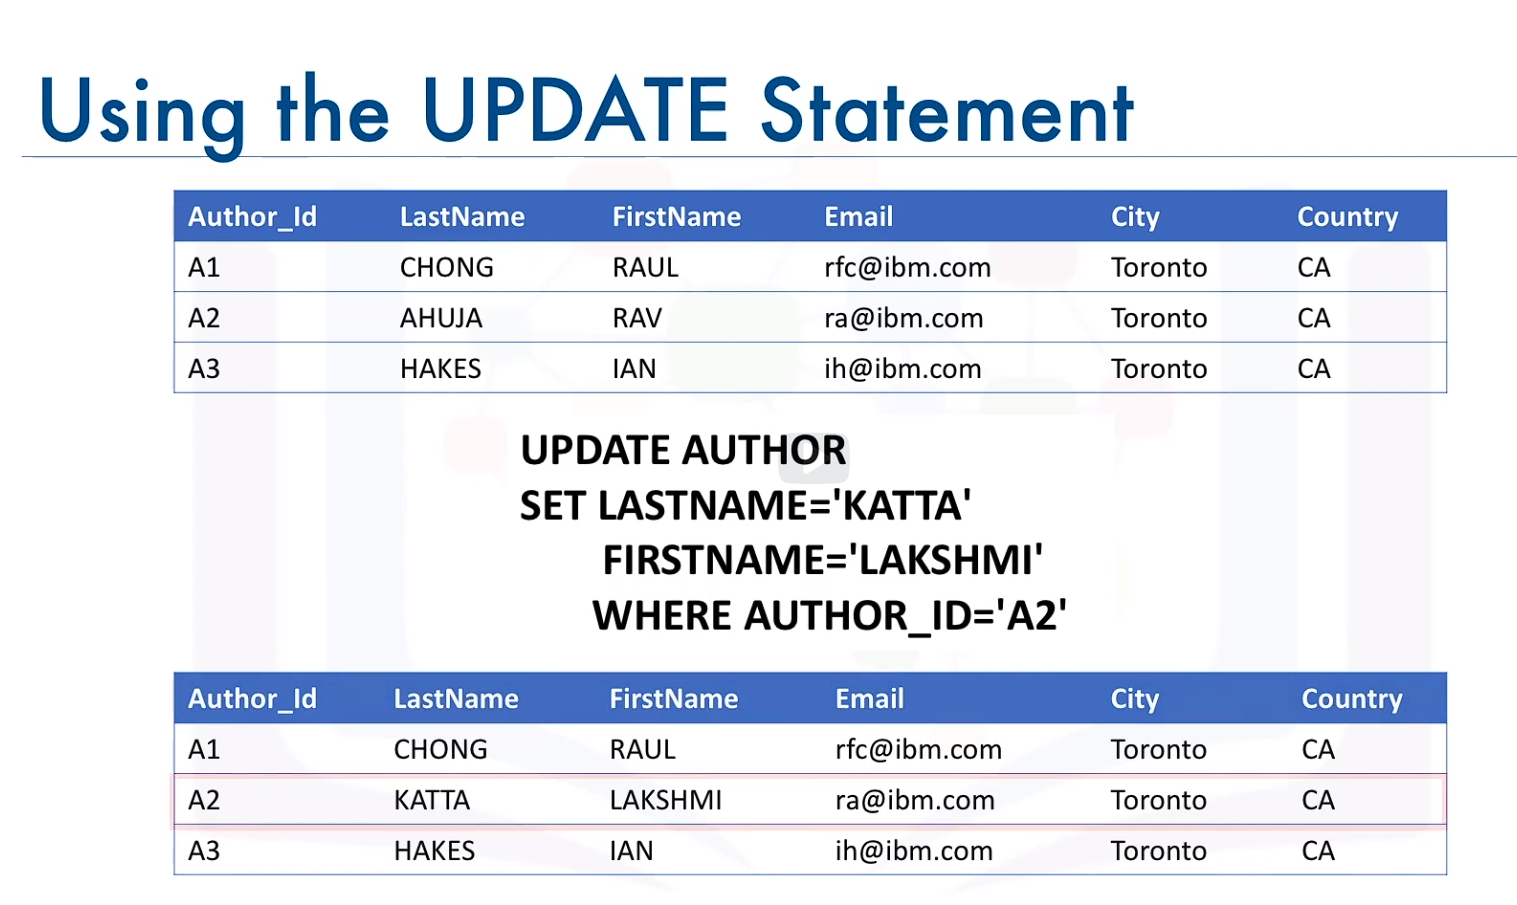 Using the UPDATE Statement
Author_Id LastName FirstName Email City Country
A1 CHONG RAUL rfc@ibm.com Toronto CA
A2 AHUJA RAV ra@ibm.com Toronto CA
A3 HAKES IAN ih@ibm.com Toronto CA
UPDATE AUTHOR
SET LASTNAME='KATTA'
FIRSTNAME='LAKSHMI'
WHERE AUTHOR_ID='A2'
Author_Id LastName FirstName Email City Country
A1 CHONG RAUL rfc@ibm.com Toronto CA
A2 KATTA LAKSHMI ra@ibm.com Toronto CA
A3 HAKES IAN ih@ibm.com Toronto CA